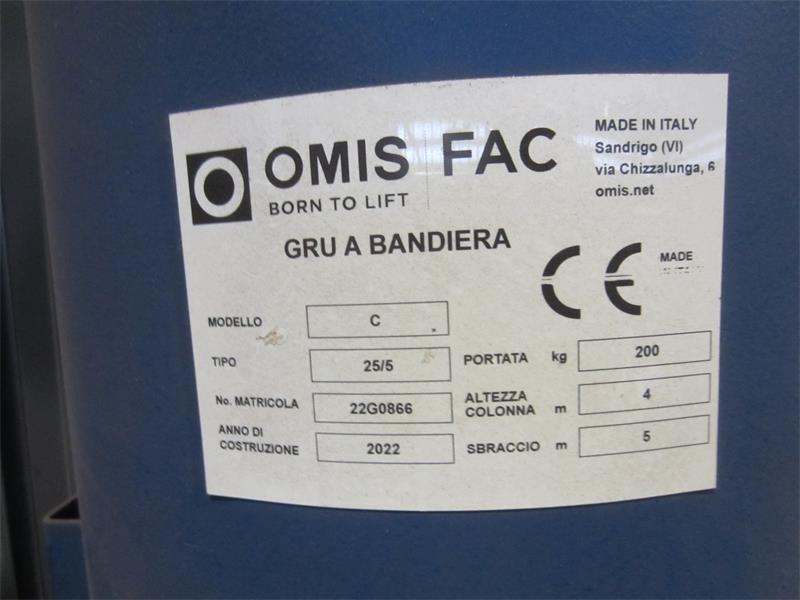 OMIS FAC
BORN TO LIFT
MADE IN ITALY
Sandrigo (VI)
via Chizzalunga, 6
omis.net
GRU A BANDIERA
CE
MADE
MODELLO C
TIPO 25/5
No. MATRICOLA 22G0866
ANNO DI
COSTRUZIONE 2022
PORTATA kg 200
ALTEZZA
COLONNA m 4
SBRACCIO m 5